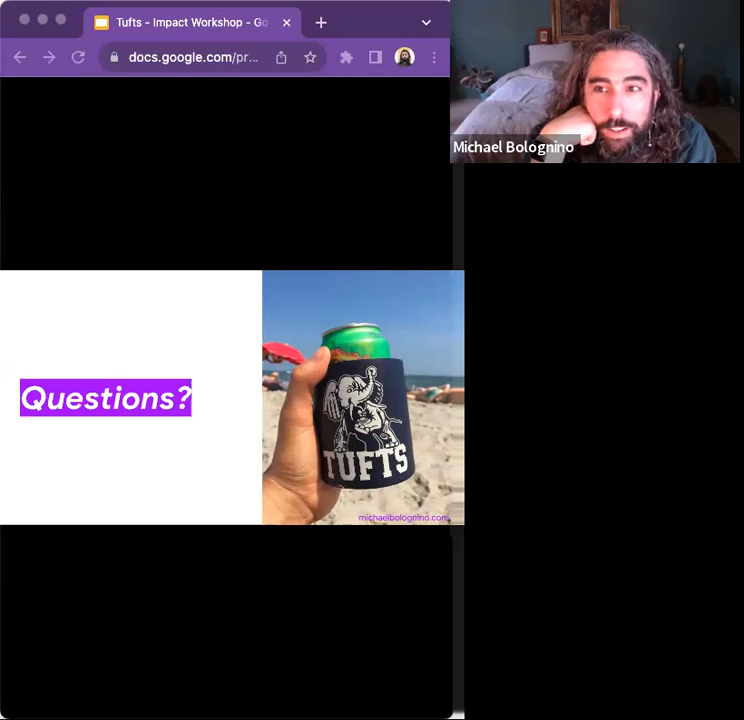 Tufts - Impact Workshop - Go
docs.google.com/pr...
Michael Bolognino
Questions?
TUFTS
michaelbolognino.com